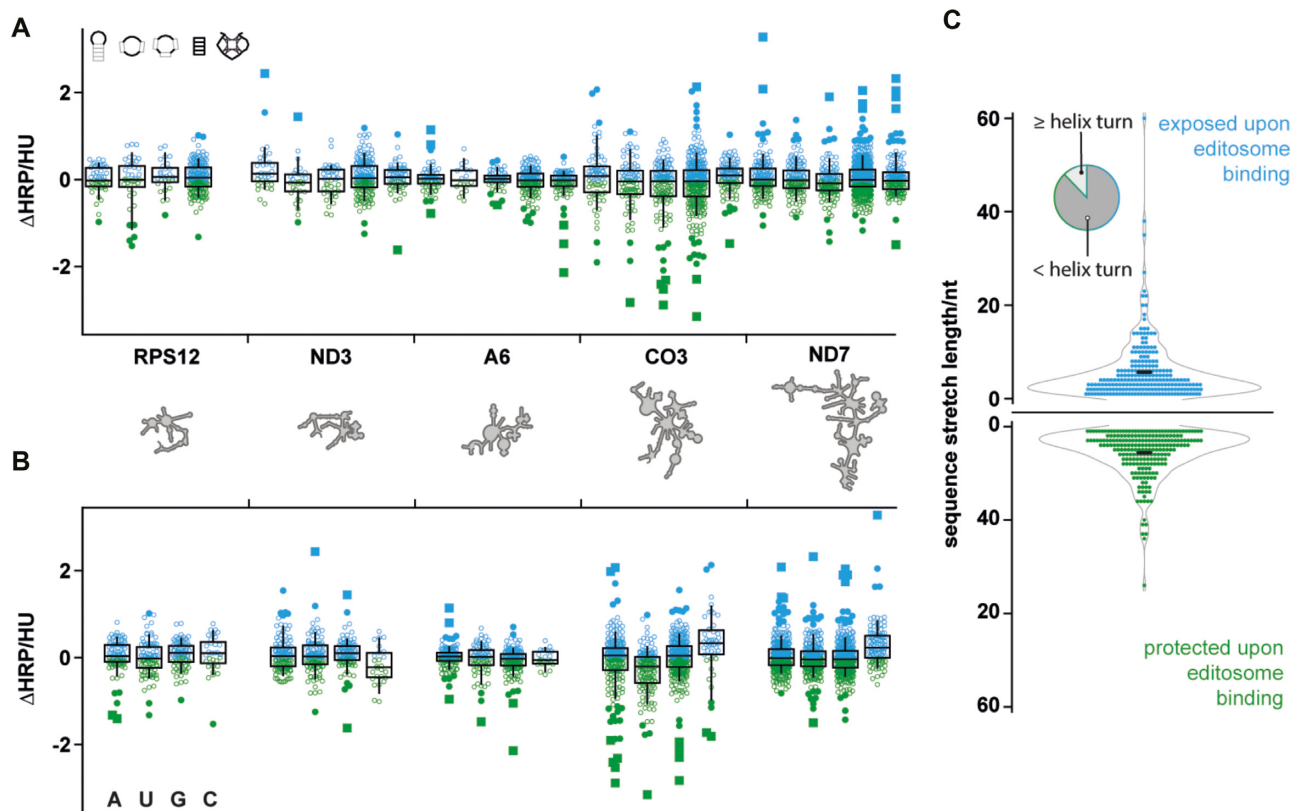 A
ΔHRP/HU
2
0
-2
RPS12 ND3 A6 CO3 ND7
B
ΔHRP/HU
2
0
-2
A U G C
C
sequence stretch length/nt
60
40
20
0
0
40
20
60
≥ helix turn
< helix turn
exposed upon
editosome
binding
protected upon
editosome
binding